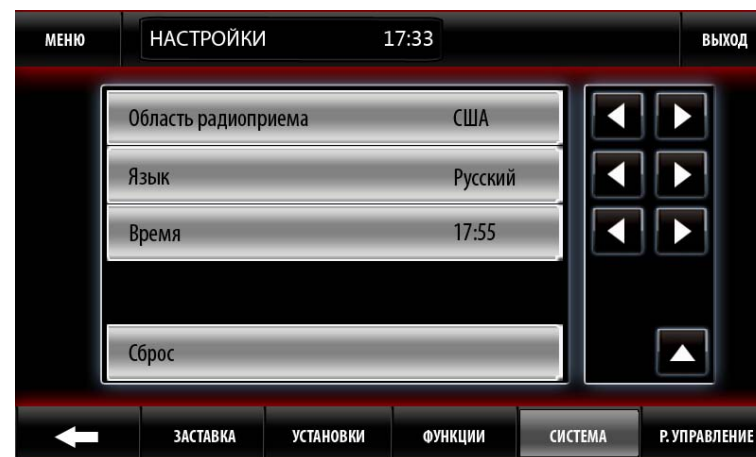 МЕНЮ НАСТРОЙКИ 17:33 ВЫХОД
Область радиоприема США
Язык Русский
Время 17:55
Сброс
ЗАСТАВКА УСТАНОВКИ ФУНКЦИИ СИСТЕМА Р. УПРАВЛЕНИЕ